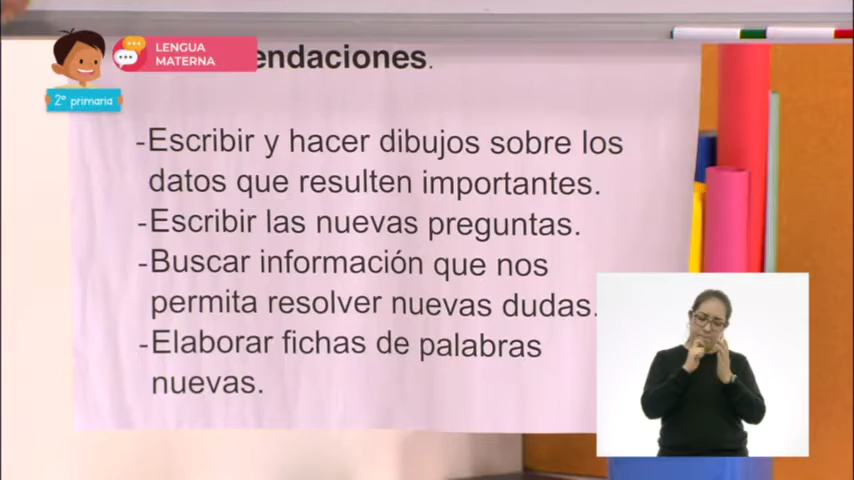 LENGUA
MATERNA
2° primaria
endaciones.
-Escribir y hacer dibujos sobre los
datos que resulten importantes.
-Escribir las nuevas preguntas.
-Buscar información que nos
permita resolver nuevas dudas.
-Elaborar fichas de palabras
nuevas.